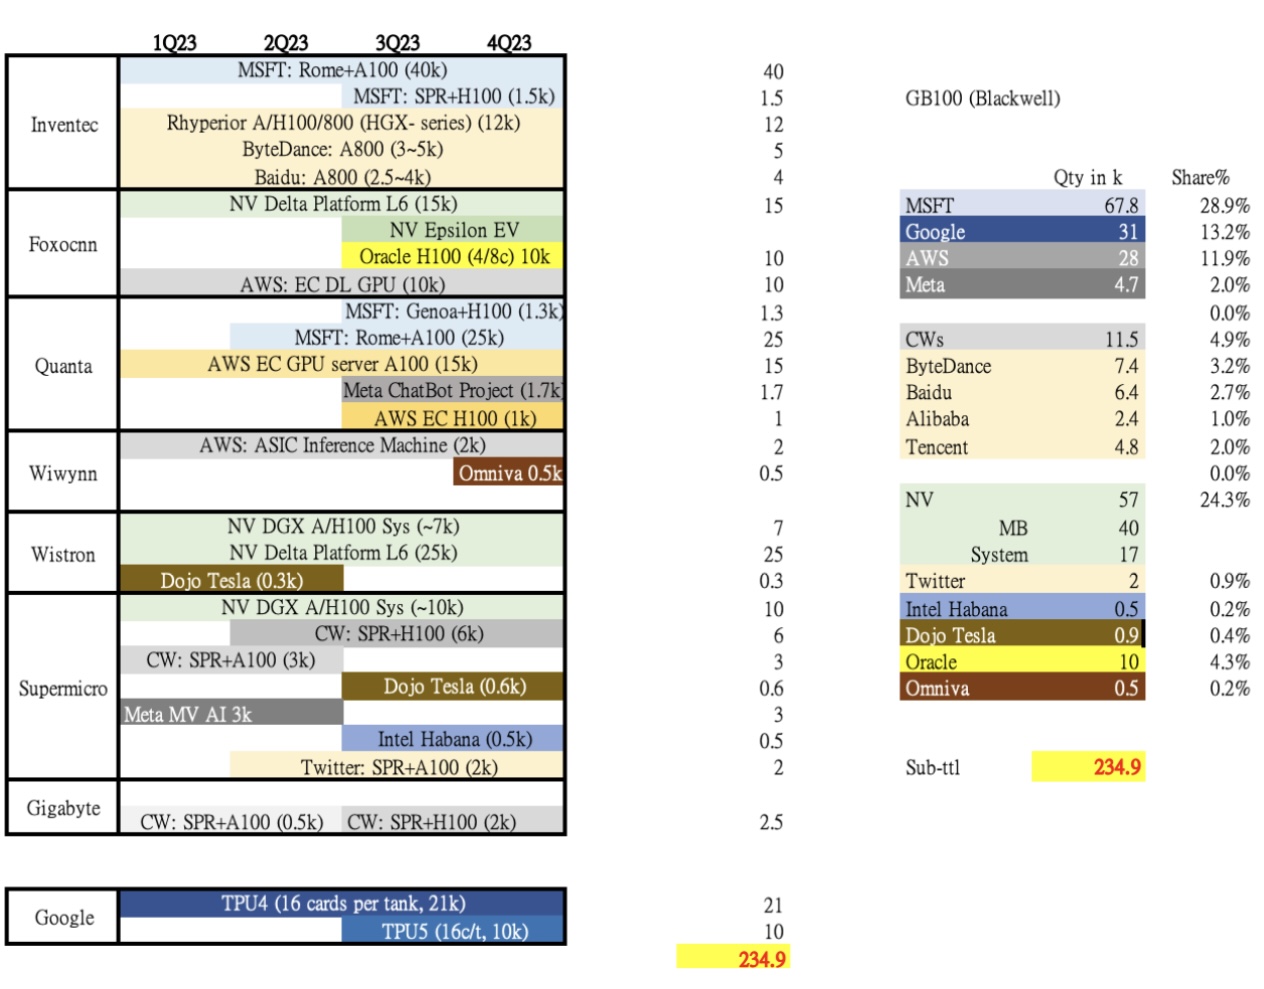 1Q23 2Q23 3Q23 4Q23
Inventec
MSFT: Rome+A100 (40k) 40
MSFT: SPR+H100 (1.5k) 1.5
Rhyperior A/H100/800 (HGX- series) (12k) 12
ByteDance: A800 (3~5k) 5
Baidu: A800 (2.5~4k) 4
Foxocnn
NV Delta Platform L6 (15k) 15
NV Epsilon EV
Oracle H100 (4/8c) 10k 10
AWS: EC DL GPU (10k) 10
Quanta
MSFT: Genoa+H100 (1.3k) 1.3
MSFT: Rome+A100 (25k) 25
AWS EC GPU server A100 (15k) 15
Meta ChatBot Project (1.7k) 1.7
AWS EC H100 (1k) 1
Wiwynn
AWS: ASIC Inference Machine (2k) 2
Omniva 0.5k 0.5
Wistron
NV DGX A/H100 Sys (~7k) 7
NV Delta Platform L6 (25k) 25
Dojo Tesla (0.3k) 0.3
Supermicro
NV DGX A/H100 Sys (~10k) 10
CW: SPR+H100 (6k) 6
CW: SPR+A100 (3k) 3
Dojo Tesla (0.6k) 0.6
Meta MV AI 3k 3
Intel Habana (0.5k) 0.5
Twitter: SPR+A100 (2k) 2
Gigabyte
CW: SPR+A100 (0.5k) CW: SPR+H100 (2k) 2.5
Google
TPU4 (16 cards per tank, 21k) 21
TPU5 (16c/t, 10k) 10
234.9
GB100 (Blackwell)
Qty in k Share%
MSFT 67.8 28.9%
Google 31 13.2%
AWS 28 11.9%
Meta 4.7 2.0%
0.0%
CWs 11.5 4.9%
ByteDance 7.4 3.2%
Baidu 6.4 2.7%
Alibaba 2.4 1.0%
Tencent 4.8 2.0%
0.0%
NV 57 24.3%
MB 40
System 17
Twitter 2 0.9%
Intel Habana 0.5 0.2%
Dojo Tesla 0.9 0.4%
Oracle 10 4.3%
Omniva 0.5 0.2%
Sub-ttl 234.9